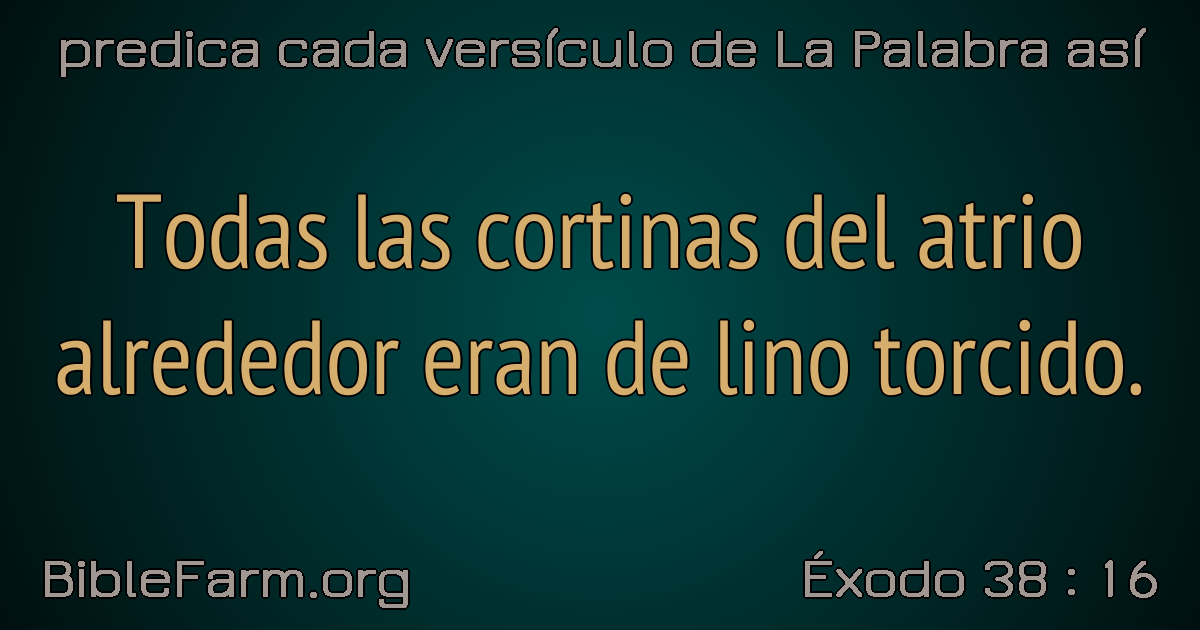 predica cada versículo de La Palabra así
Todas las cortinas del atrio
alrededor eran de lino torcido.
BibleFarm.org
Éxodo 38 : 16